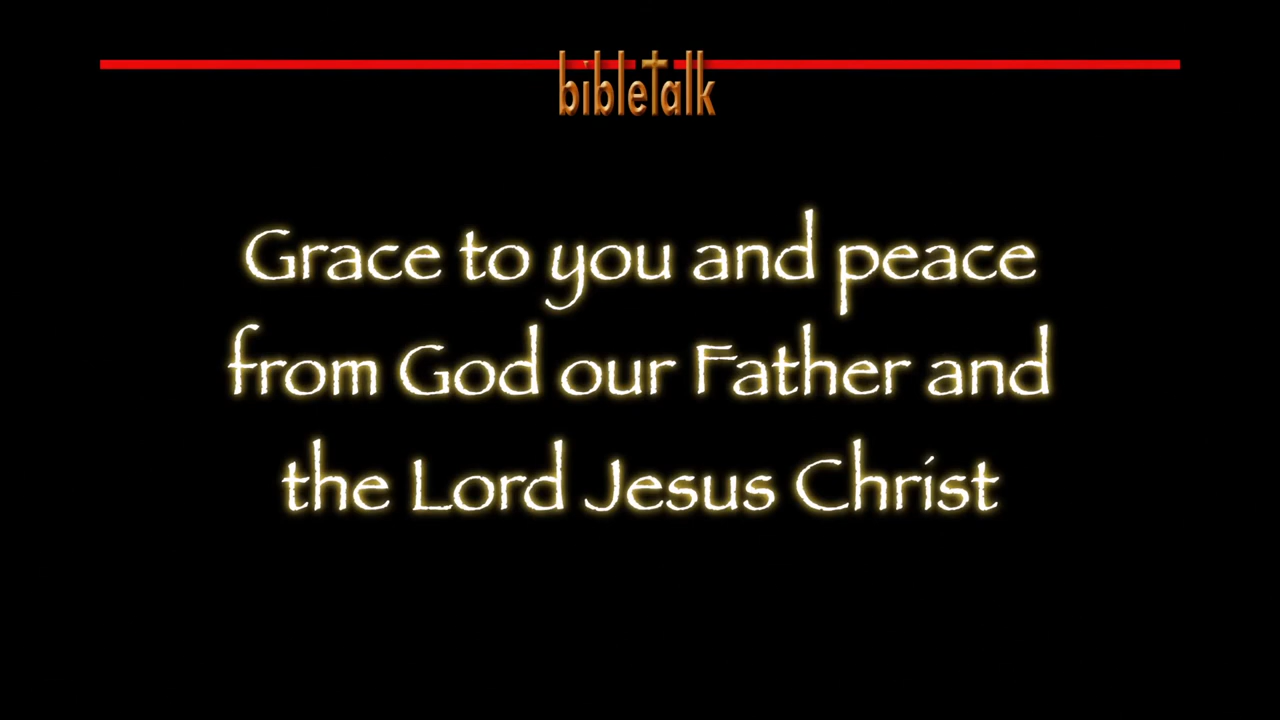 bibleTalk
Grace to you and peace
from God our Father and
the Lord Jesus Christ